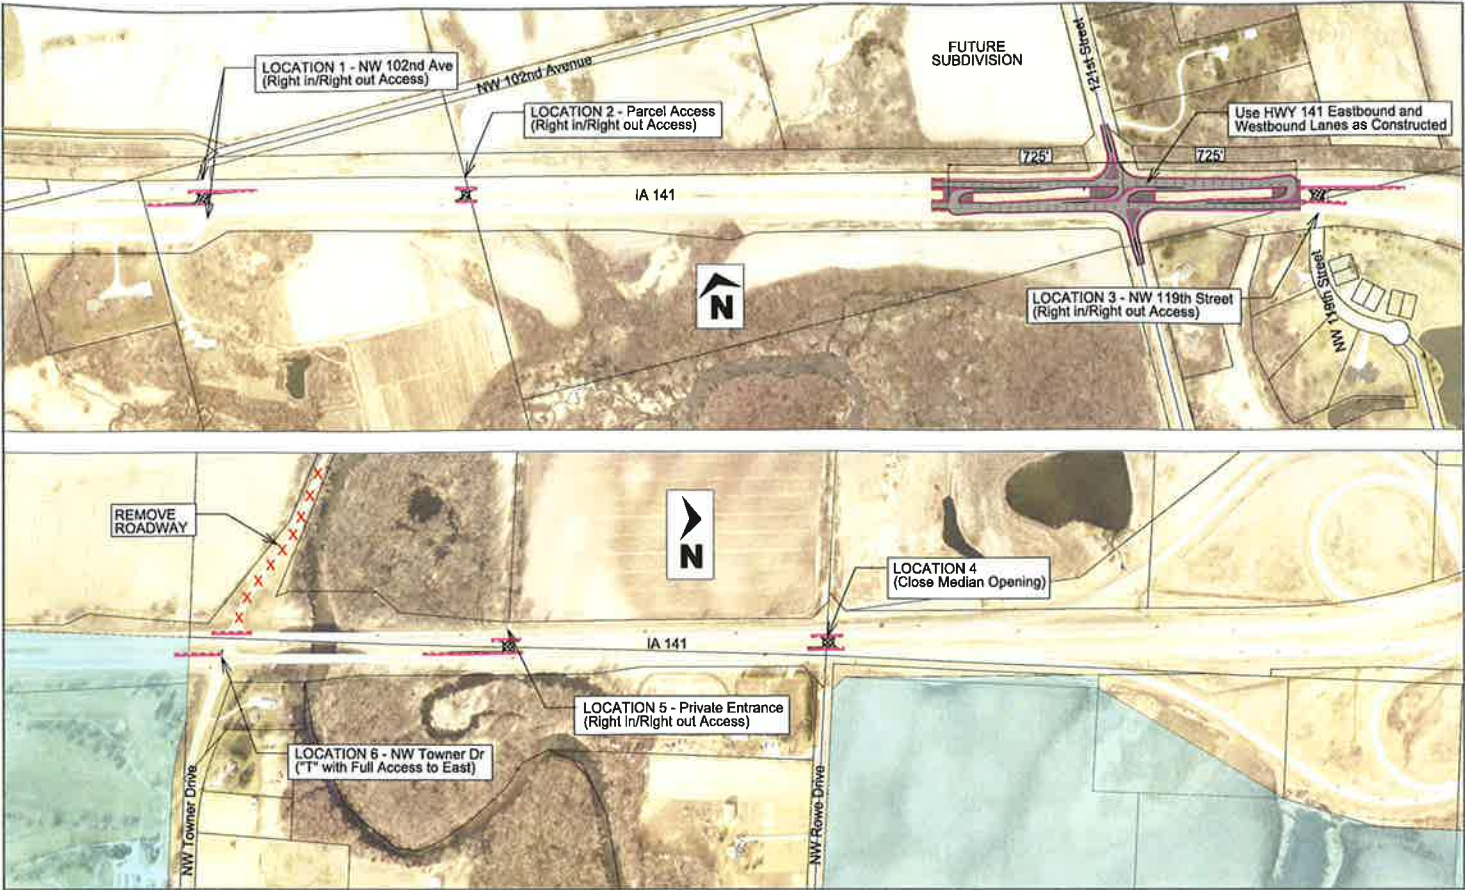 LOCATION 1 - NW 102nd Ave
(Right in/Right out Access)
NW 102nd Avenue
LOCATION 2 - Parcel Access
(Right in/Right out Access)
FUTURE
SUBDIVISION
121st Street
Use HWY 141 Eastbound and
Westbound Lanes as Constructed
725'
725'
IA 141
N
LOCATION 3 - NW 119th Street
(Right in/Right out Access)
NW 119th Street
REMOVE
ROADWAY
N
LOCATION 4
(Close Median Opening)
IA 141
LOCATION 5 - Private Entrance
(Right in/Right out Access)
LOCATION 6 - NW Towner Dr
("T" with Full Access to East)
NW Towner Drive
NW Rowe Drive